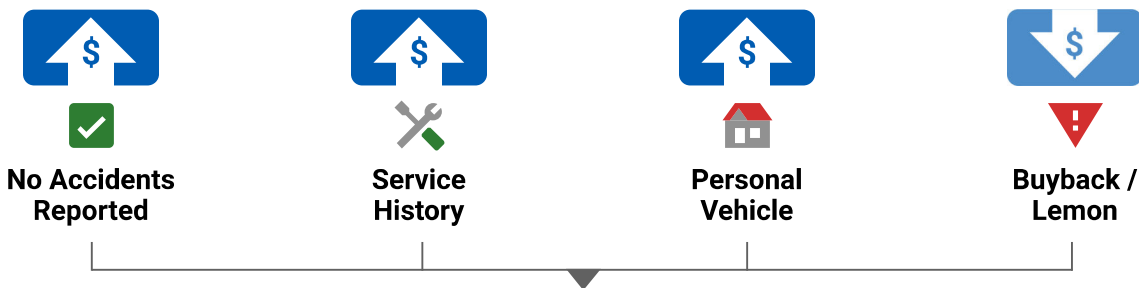 $ $ $ $
No Accidents Reported
Service History
Personal Vehicle
Buyback / Lemon